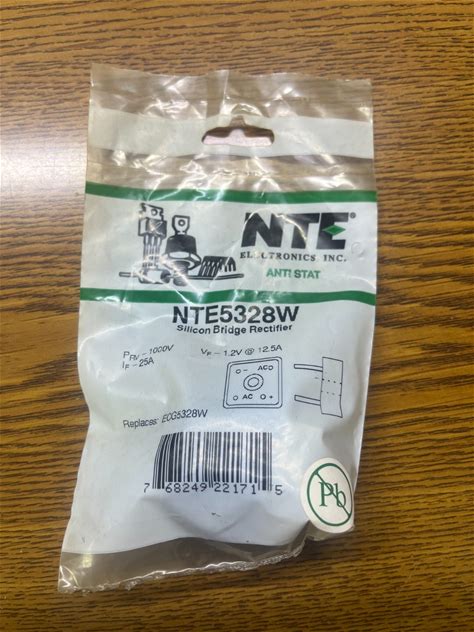 NTE
ELECTRONICS, INC.
ANTI STAT
NTE5328W
Silicon Bridge Rectifier
PRV – 1000V
IF – 25A
VF – 1.2V @ 12.5A
– AC
AC +
Replaces: ECG5328W
7 68249 22171 5
Pb